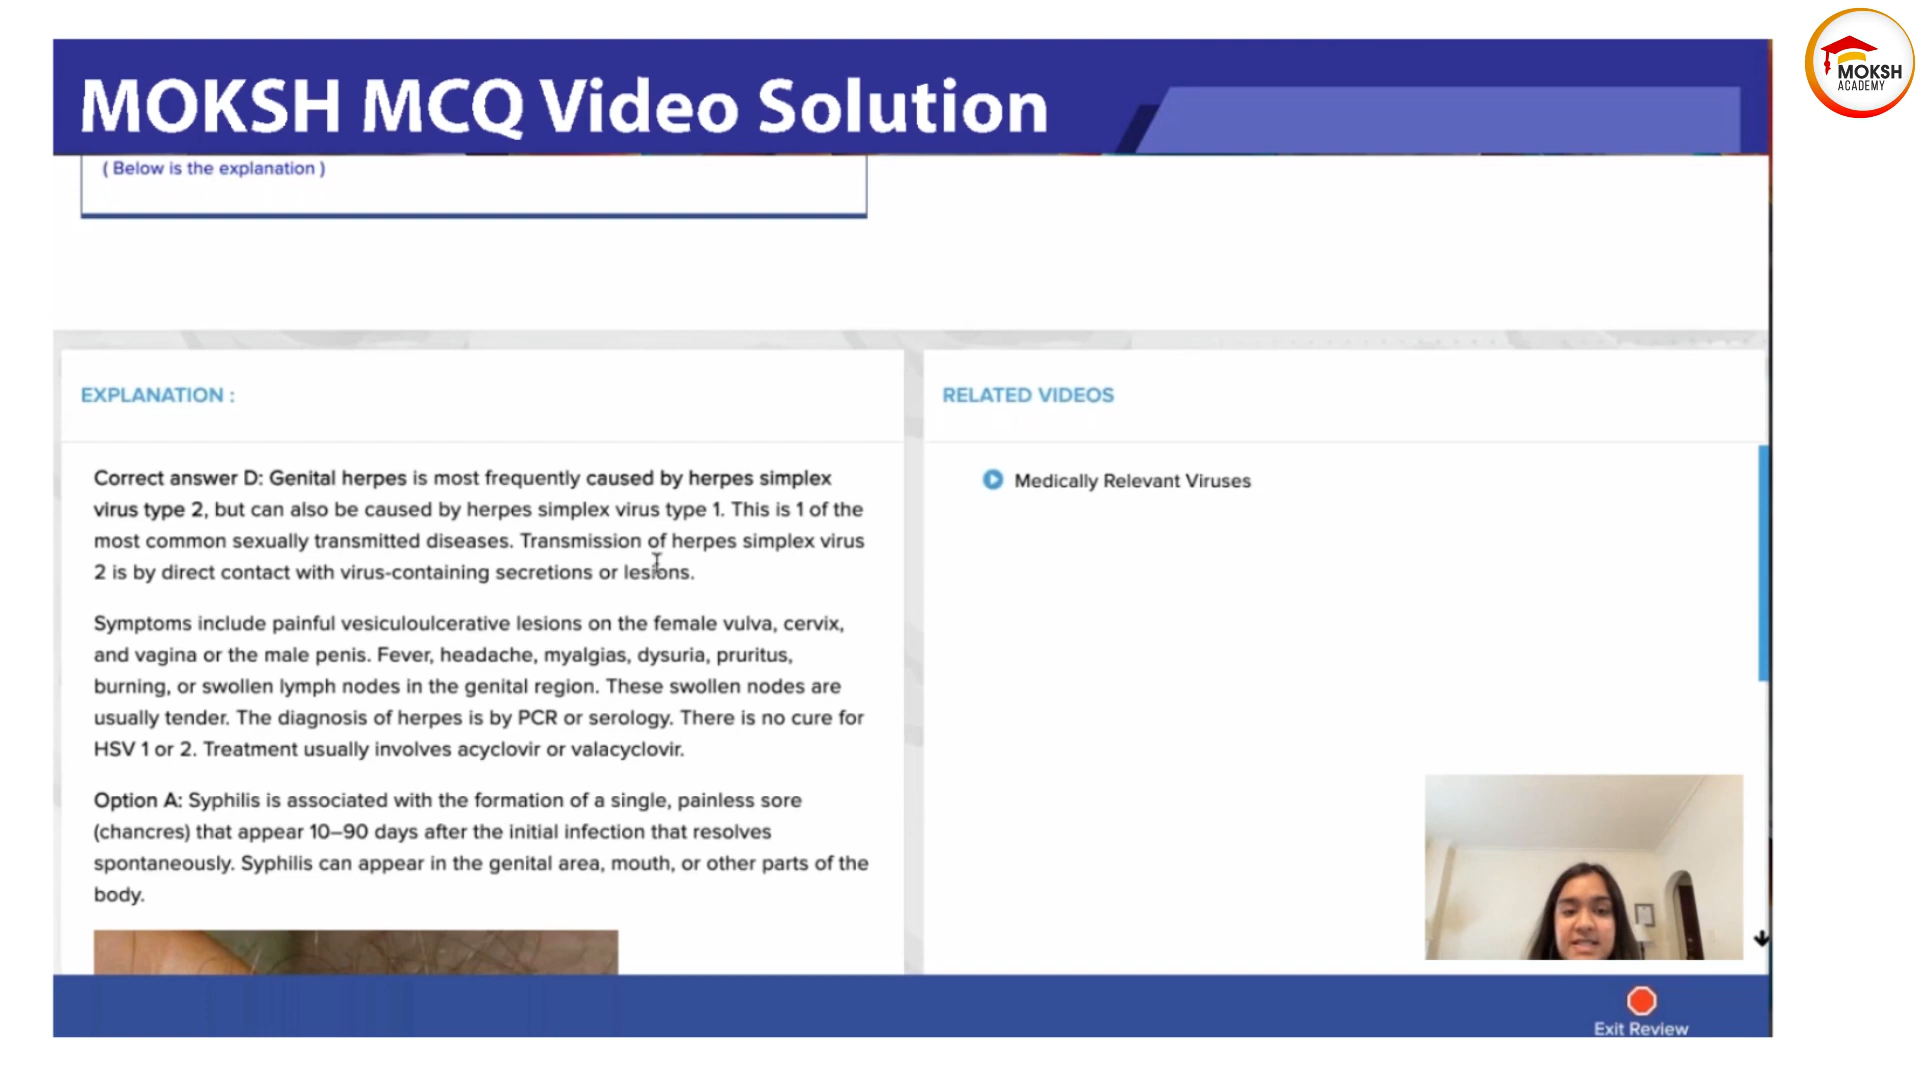 MOKSH MCQ Video Solution
MOKSH
ACADEMY
( Below is the explanation )
EXPLANATION :
Correct answer D: Genital herpes is most frequently caused by herpes simplex
virus type 2, but can also be caused by herpes simplex virus type 1. This is 1 of the
most common sexually transmitted diseases. Transmission of herpes simplex virus
2 is by direct contact with virus-containing secretions or lesions.
Symptoms include painful vesiculoulcerative lesions on the female vulva, cervix,
and vagina or the male penis. Fever, headache, myalgias, dysuria, pruritus,
burning, or swollen lymph nodes in the genital region. These swollen nodes are
usually tender. The diagnosis of herpes is by PCR or serology. There is no cure for
HSV 1 or 2. Treatment usually involves acyclovir or valacyclovir.
Option A: Syphilis is associated with the formation of a single, painless sore
(chancres) that appear 10–90 days after the initial infection that resolves
spontaneously. Syphilis can appear in the genital area, mouth, or other parts of the
body.
RELATED VIDEOS
Medically Relevant Viruses
Exit Review